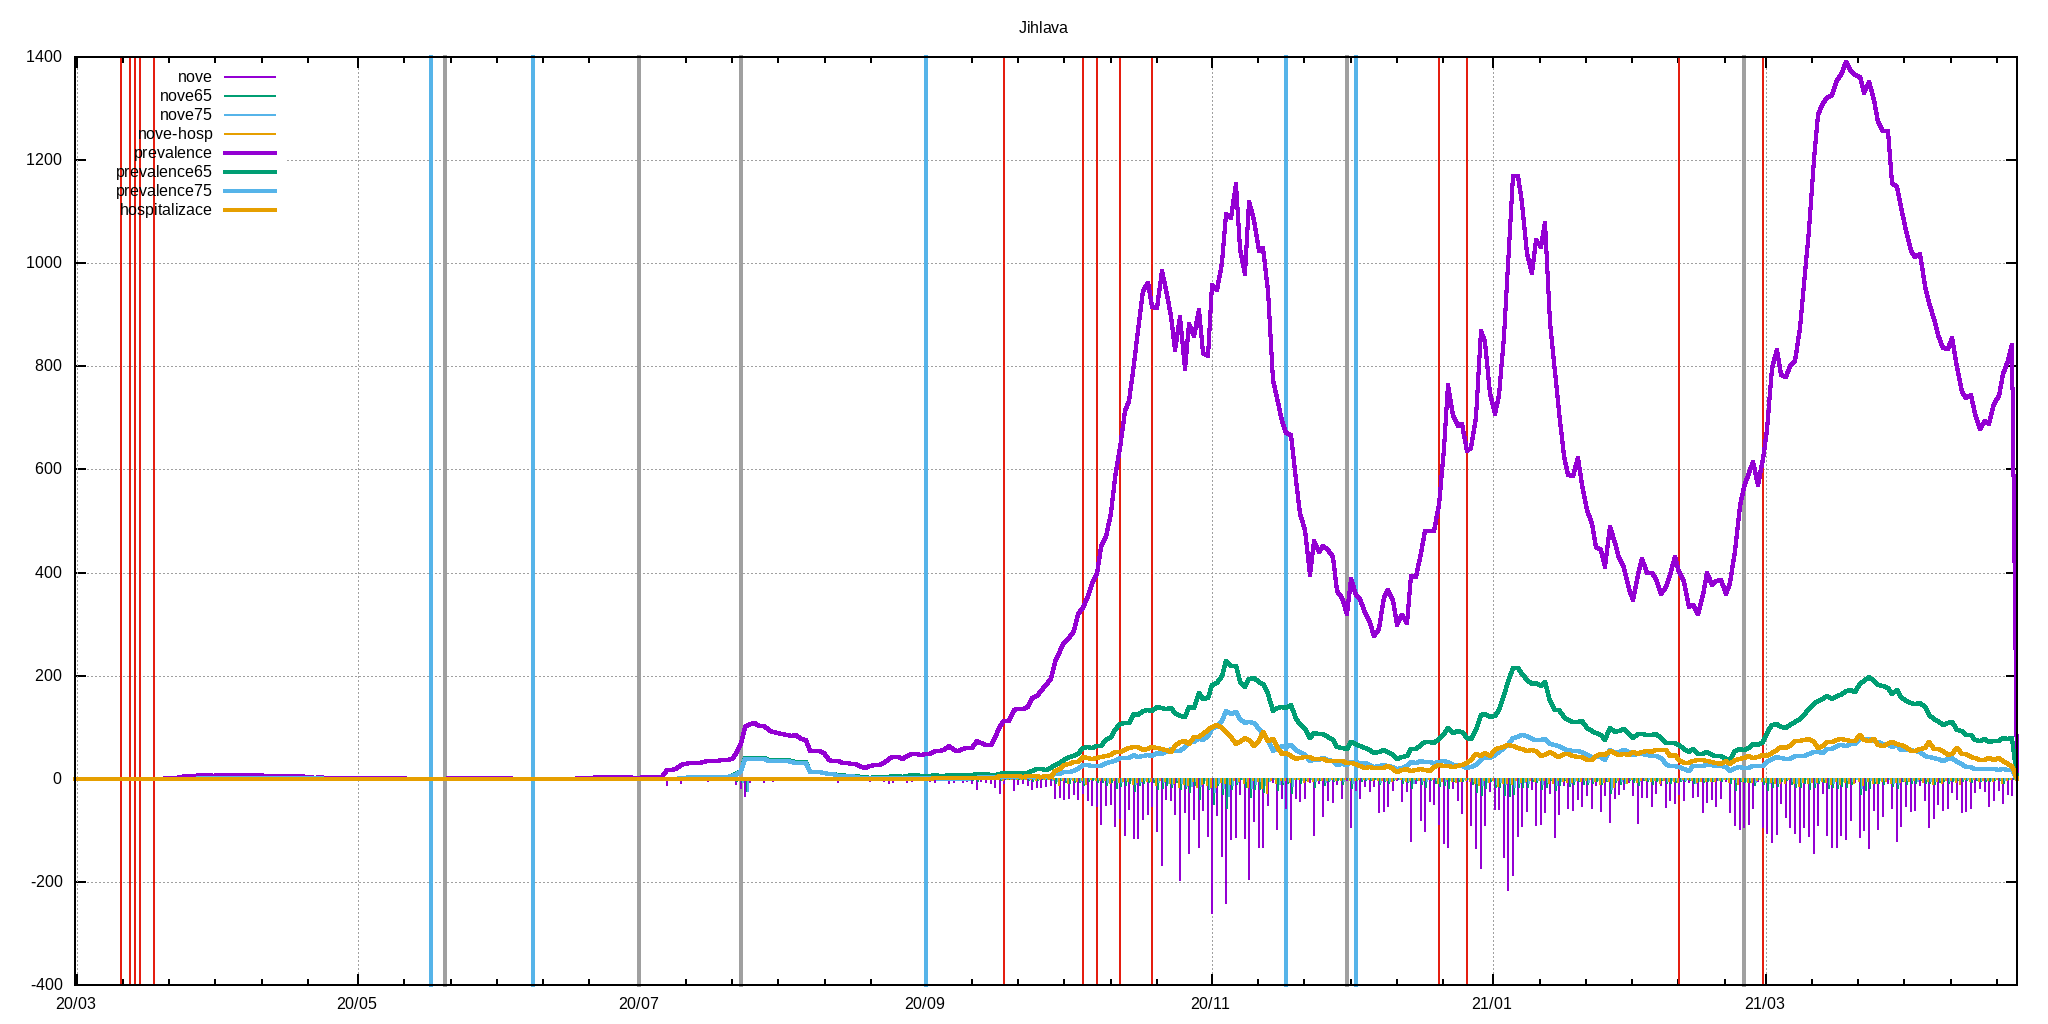 Jihlava
1400
1200
1000
800
600
400
200
0
-200
-400
nove
nove65
nove75
nove-hosp
prevalence
prevalence65
prevalence75
hospitalizace
20/03 20/05 20/07 20/09 20/11 21/01 21/03